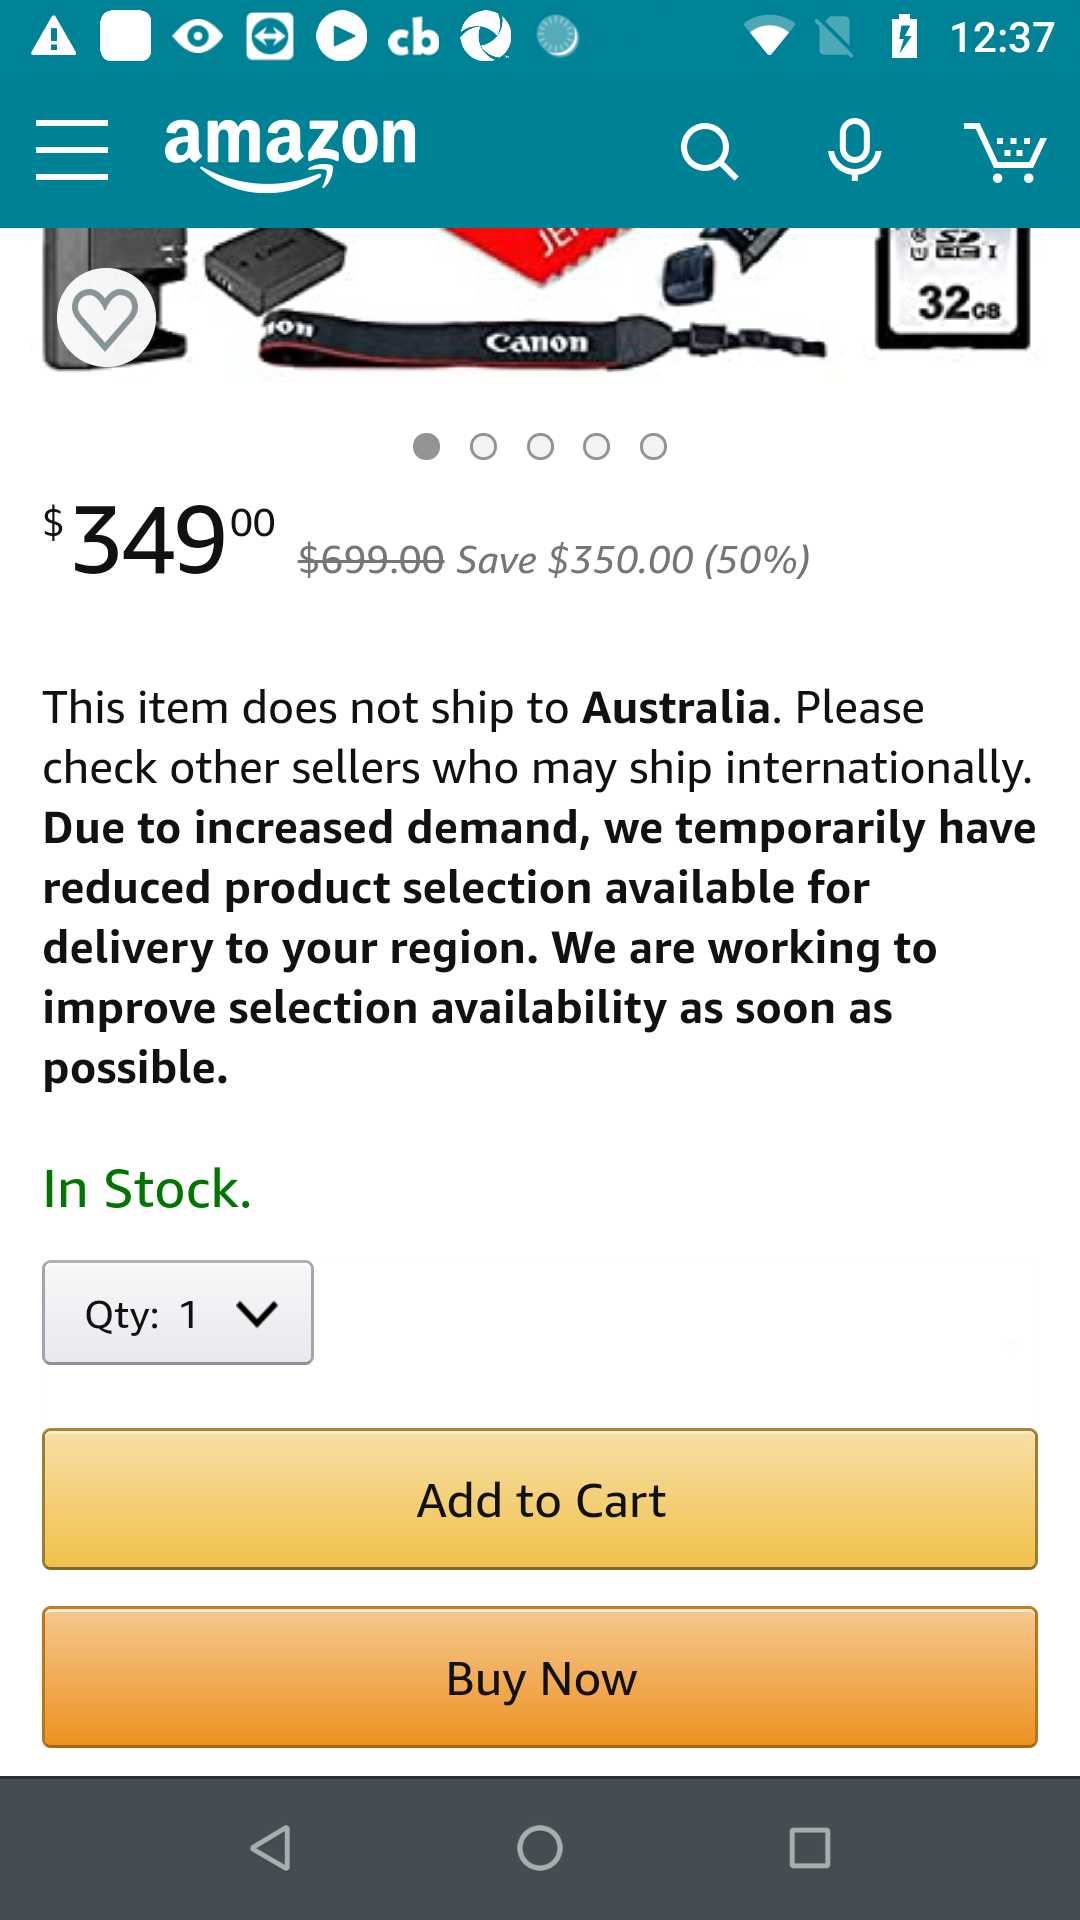 cb
12:37
amazon
Canon
32GB
$349.00
$699.00 Save $350.00 (50%)
This item does not ship to Australia. Please
check other sellers who may ship internationally.
Due to increased demand, we temporarily have
reduced product selection available for
delivery to your region. We are working to
improve selection availability as soon as
possible.
In Stock.
Qty: 1
Add to Cart
Buy Now